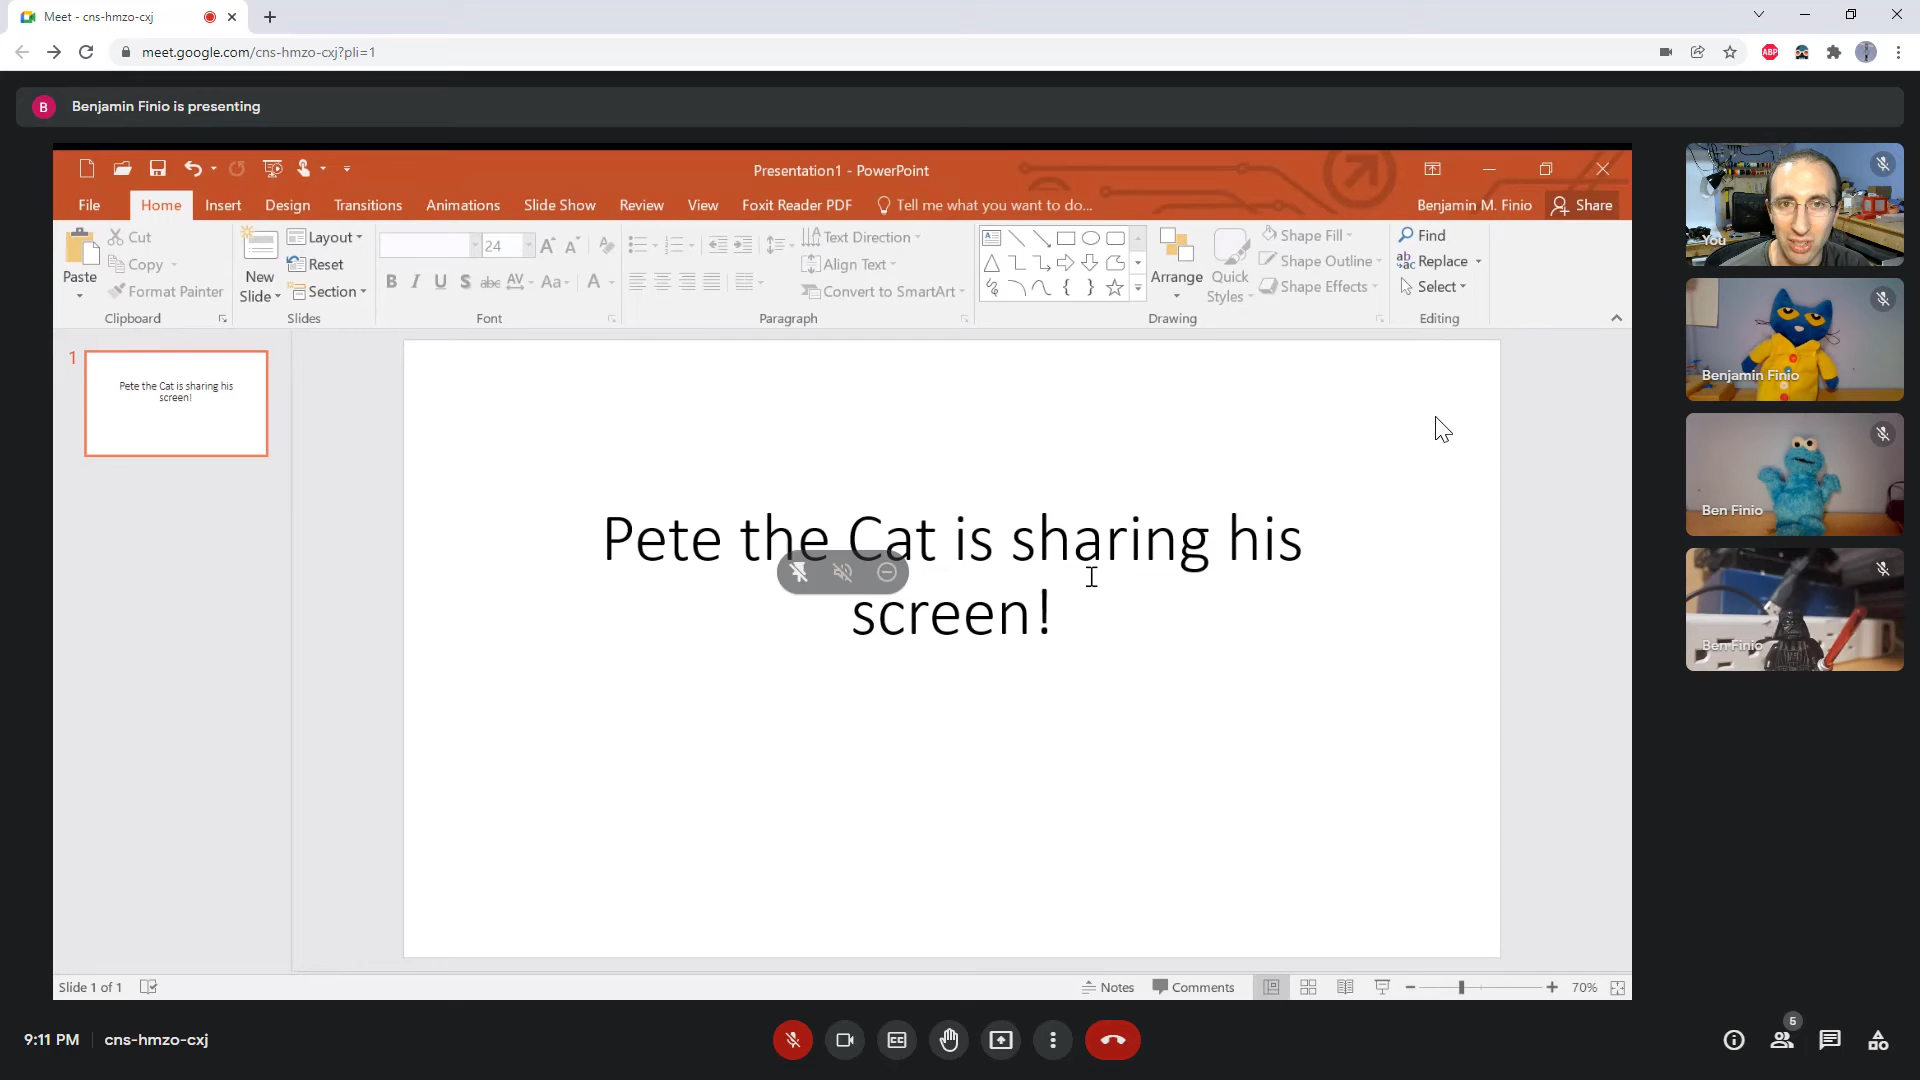 Meet - cns-hmzo-cxj
meet.google.com/cns-hmzo-cxj?pli=1
ABP
B Benjamin Finio is presenting
Presentation1 - PowerPoint
File Home Insert Design Transitions Animations Slide Show Review View Foxit Reader PDF Tell me what you want to do... Benjamin M. Finio Share
Paste
Cut
Copy
Format Painter
Clipboard
New Slide
Layout
Reset
Section
Slides
24
B I U S abc AV Aa A
Font
Text Direction
Align Text
Convert to SmartArt
Paragraph
Arrange
Quick Styles
Shape Fill
Shape Outline
Shape Effects
Drawing
Find
Replace
Select
Editing
1
Pete the Cat is sharing his
screen!
Pete the Cat is sharing his
screen!
You
Benjamin Finio
Ben Finio
Ben Finio
Slide 1 of 1
Notes Comments 70%
9:11 PM cns-hmzo-cxj
CC
5